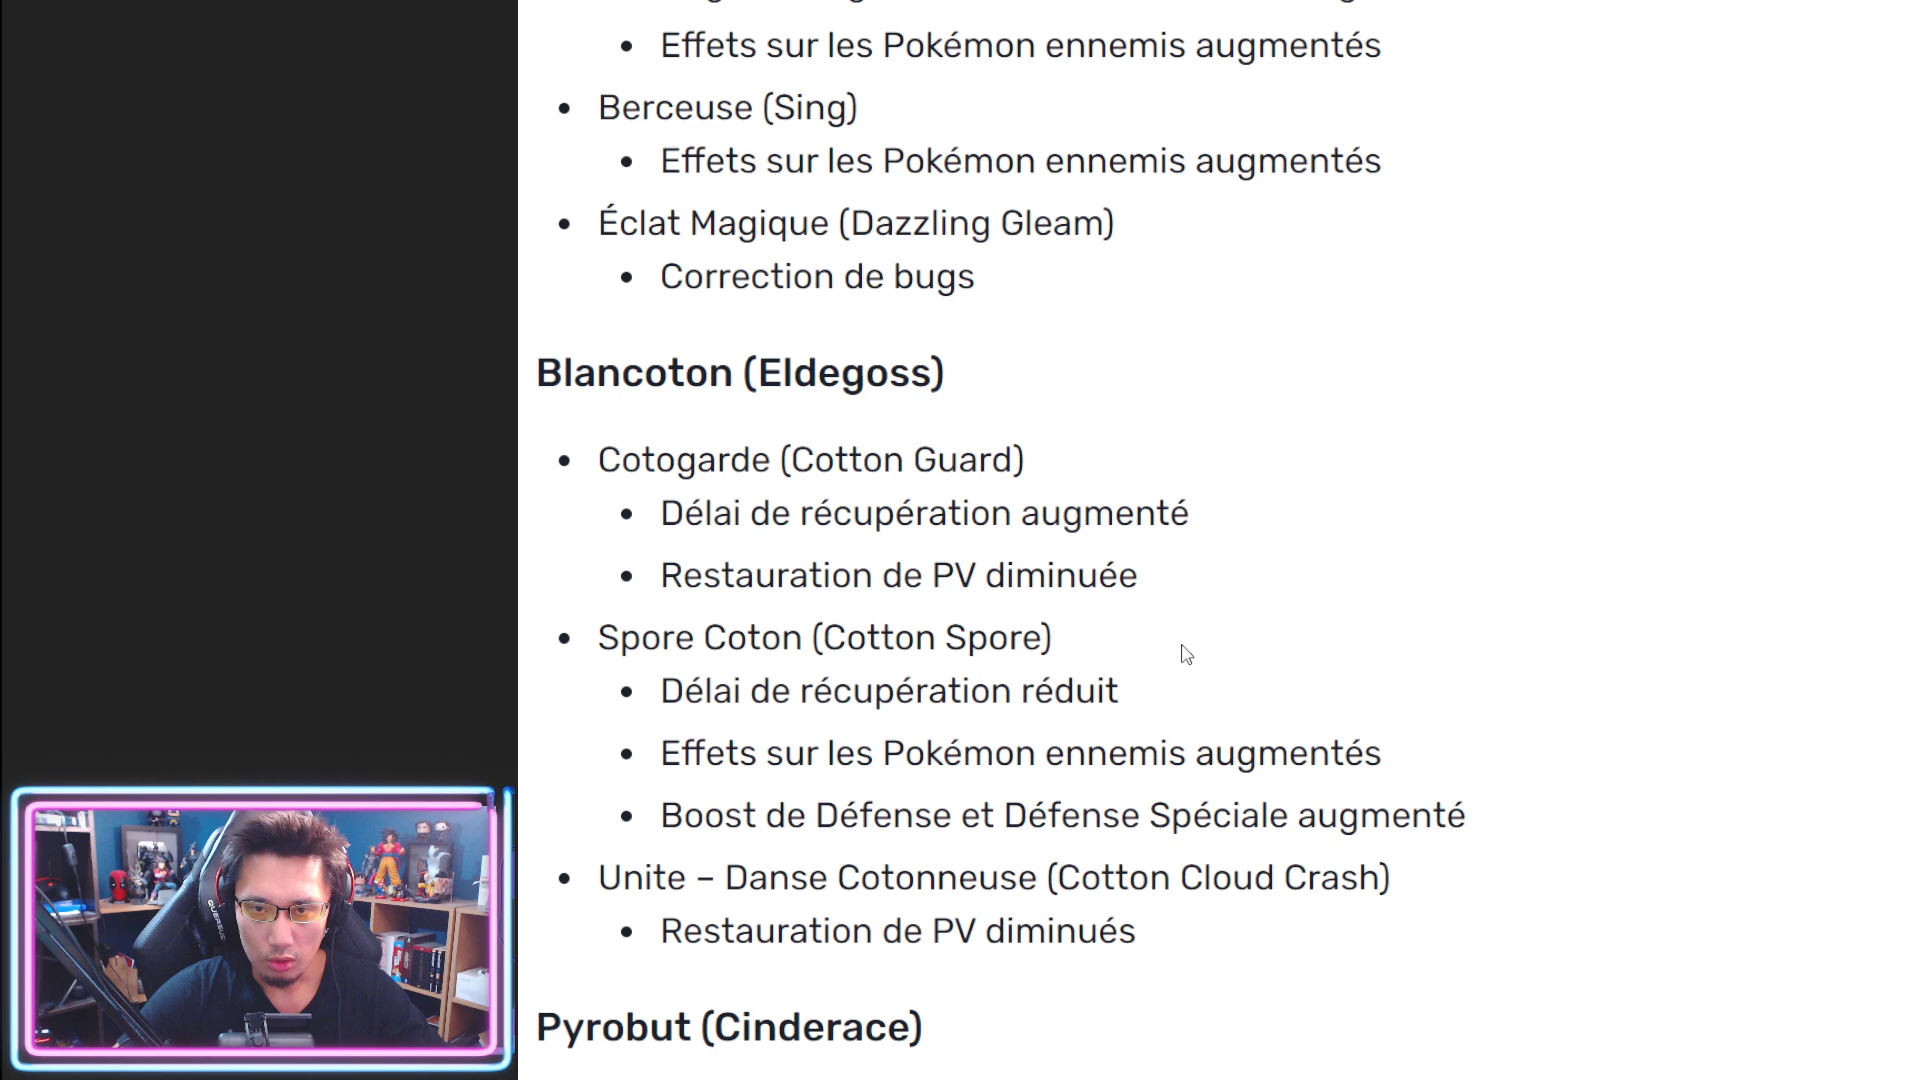 Effets sur les Pokémon ennemis augmentés
Berceuse (Sing)
Effets sur les Pokémon ennemis augmentés
Éclat Magique (Dazzling Gleam)
Correction de bugs
Blancoton (Eldegoss)
Cotogarde (Cotton Guard)
Délai de récupération augmenté
Restauration de PV diminuée
Spore Coton (Cotton Spore)
Délai de récupération réduit
Effets sur les Pokémon ennemis augmentés
Boost de Défense et Défense Spéciale augmenté
Unite – Danse Cotonneuse (Cotton Cloud Crash)
Restauration de PV diminués
Pyrobut (Cinderace)